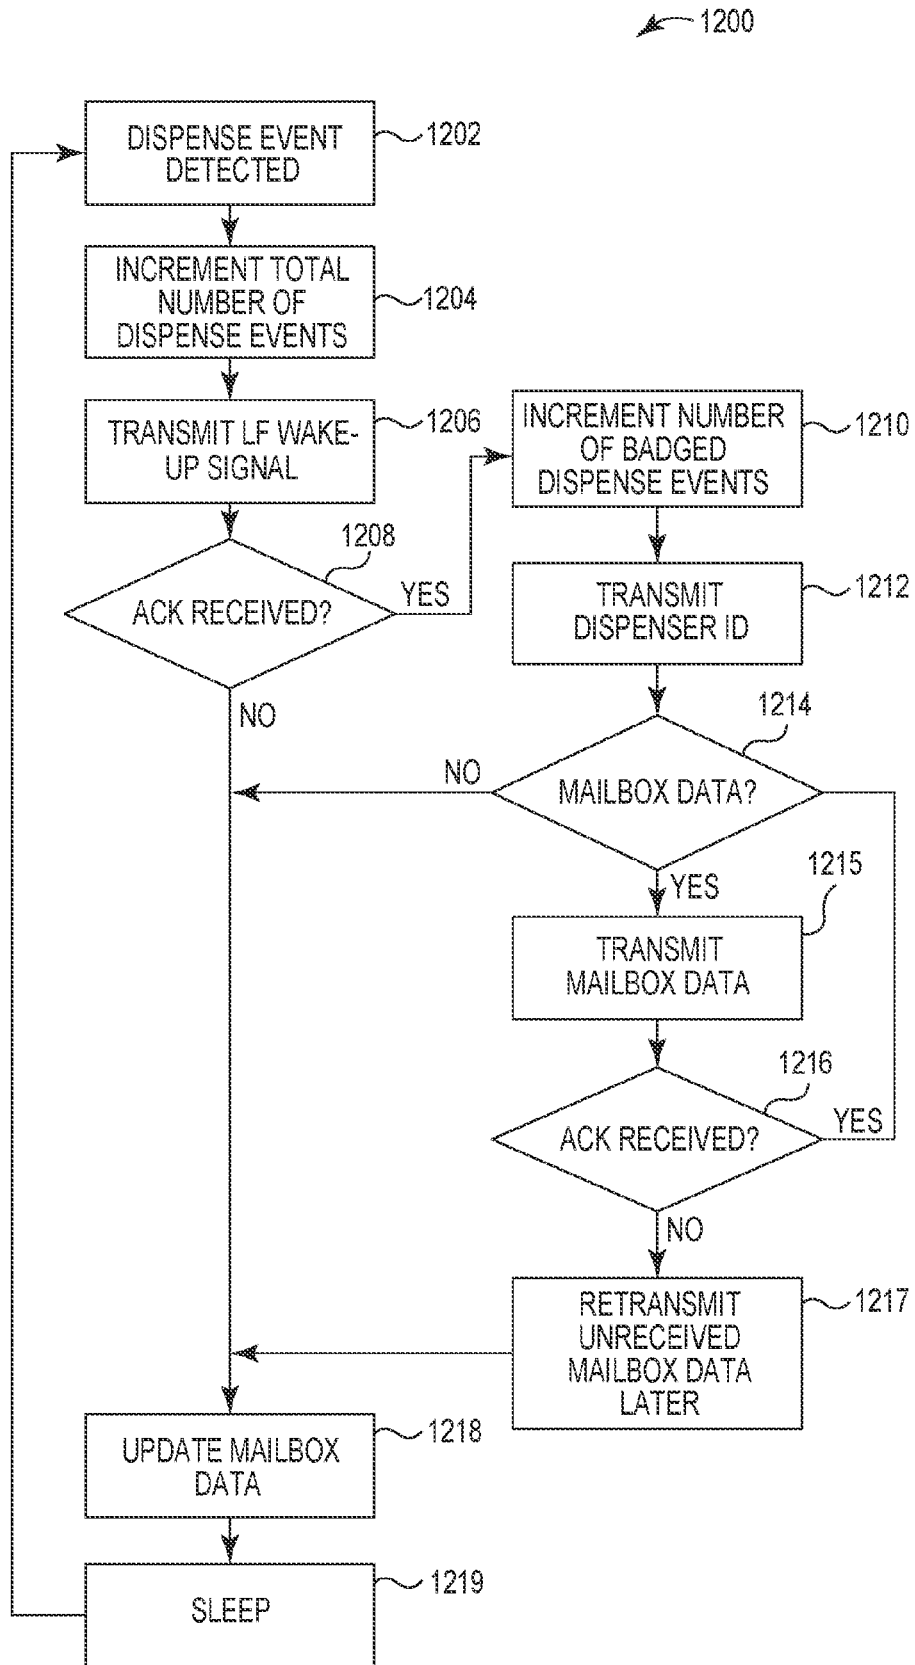 1200
DISPENSE EVENT
DETECTED
1202
INCREMENT TOTAL
NUMBER OF
DISPENSE EVENTS
1204
TRANSMIT LF WAKE-
UP SIGNAL
1206
ACK RECEIVED?
1208
YES
NO
INCREMENT NUMBER
OF BADGED
DISPENSE EVENTS
1210
TRANSMIT
DISPENSER ID
1212
MAILBOX DATA?
1214
NO
YES
TRANSMIT
MAILBOX DATA
1215
ACK RECEIVED?
1216
YES
NO
RETRANSMIT
UNRECEIVED
MAILBOX DATA
LATER
1217
UPDATE MAILBOX
DATA
1218
SLEEP
1219